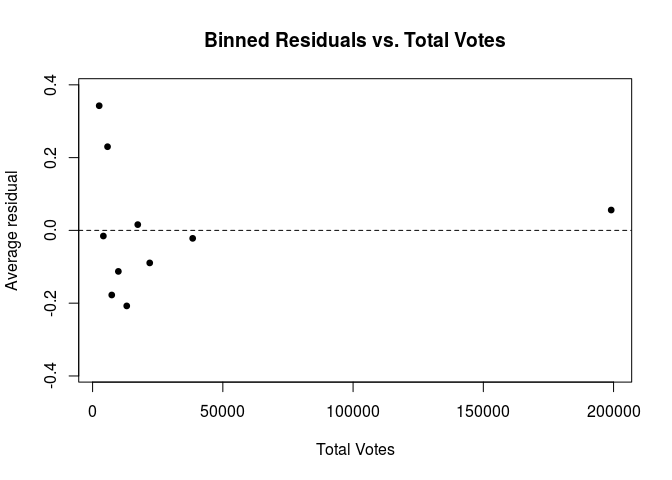 Binned Residuals vs. Total Votes
Average residual
0.4
0.2
0.0
-0.2
-0.4
0 50000 100000 150000 200000
Total Votes